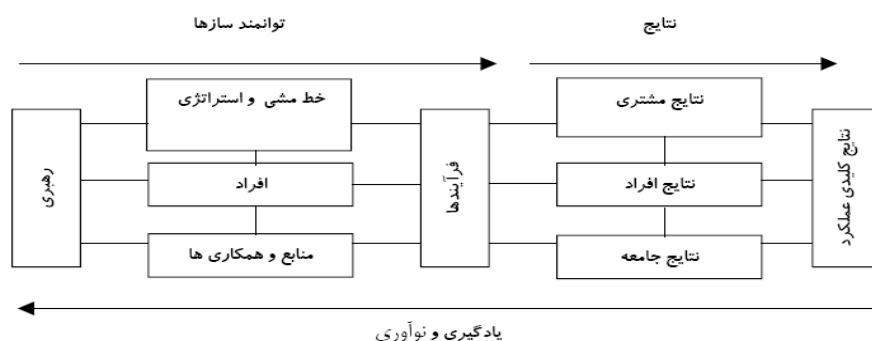 توانمند سازها
نتایج
رهبری
خط مشی و استراتژی
افراد
منابع و همکاری ها
فرآیندها
نتایج مشتری
نتایج افراد
نتایج جامعه
نتایج کلیدی عملکرد
یادگیری و نوآوری